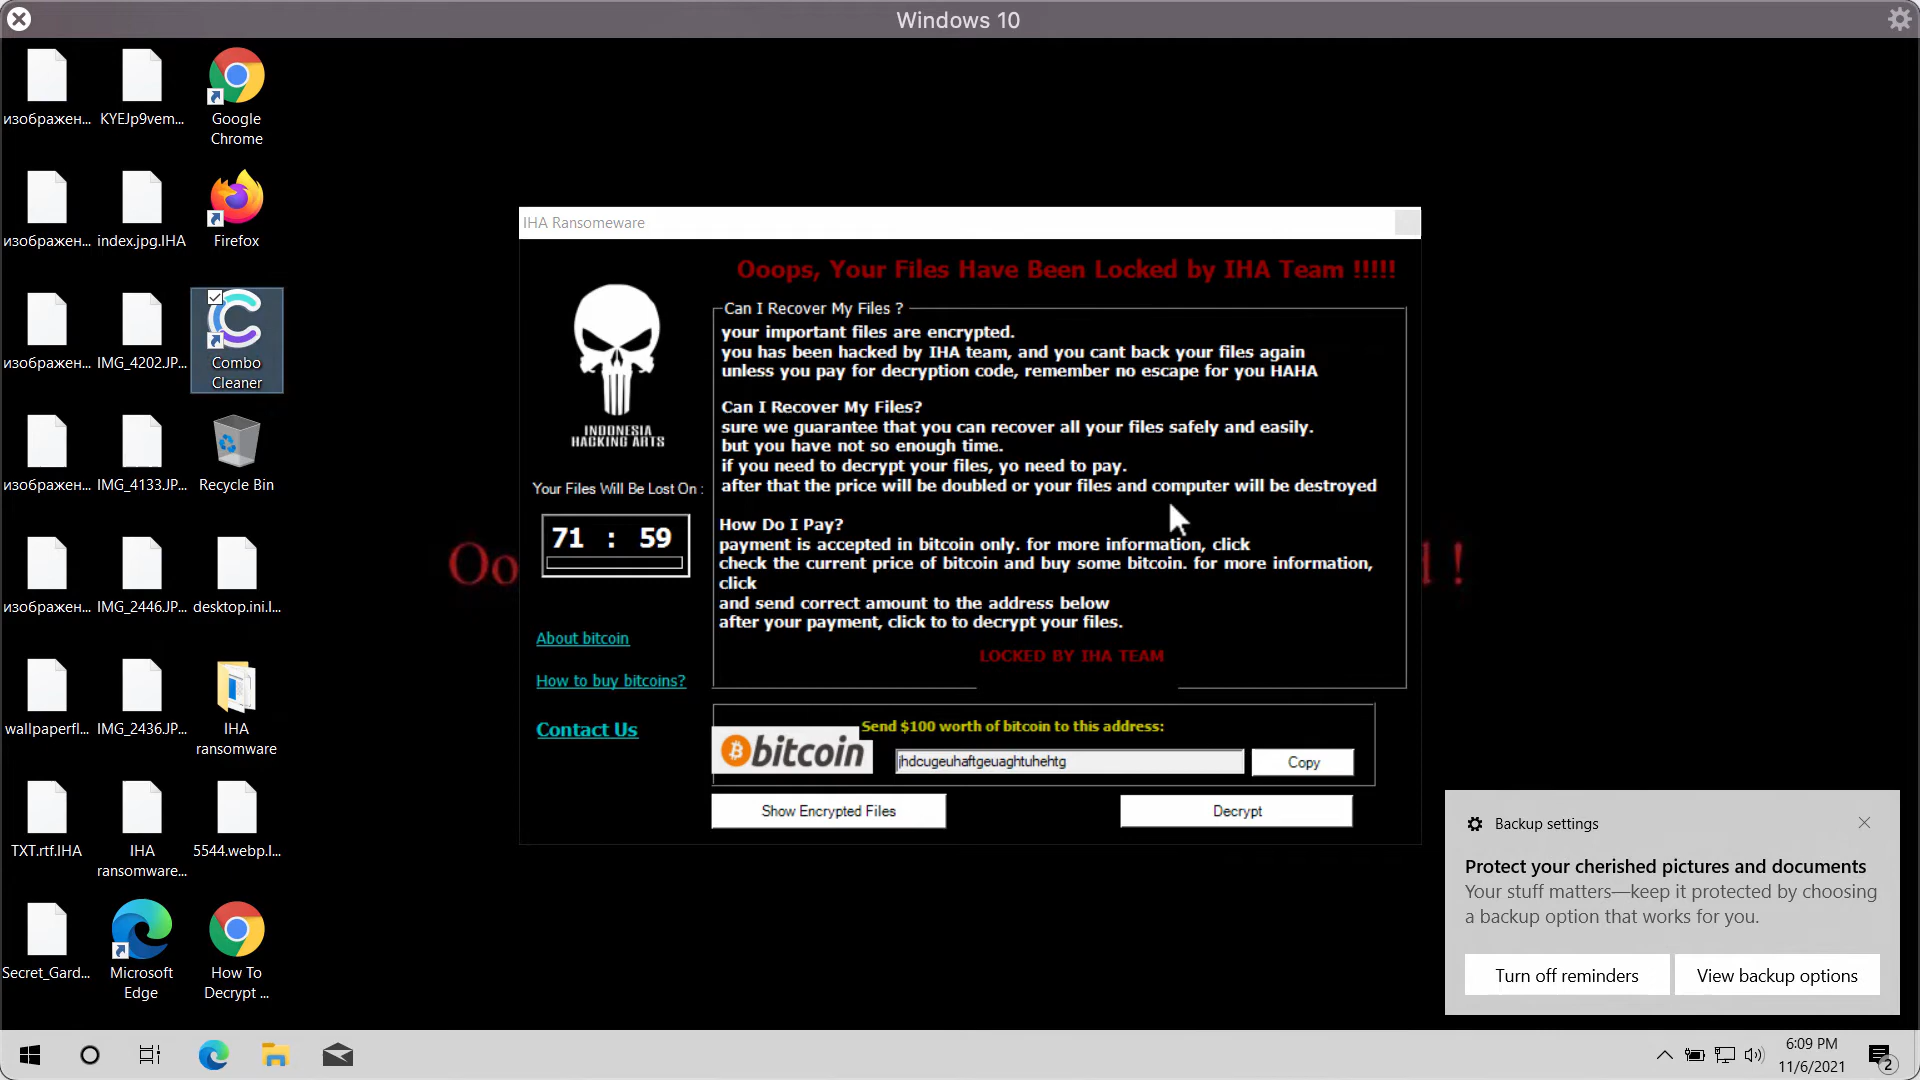 Windows 10
изображен...
KYEJp9vem...
Google
Chrome
изображен...
index.jpg.IHA
Firefox
изображен...
IMG_4202.JP...
Combo
Cleaner
изображен...
IMG_4133.JP...
Recycle Bin
изображен...
IMG_2446.JP...
desktop.ini.I...
wallpaperfl...
IMG_2436.JP...
IHA
ransomware
TXT.rtf.IHA
IHA
ransomware...
5544.webp.I...
Secret_Gard...
Microsoft
Edge
How To
Decrypt ...
Oo
!
IHA Ransomeware
Ooops, Your Files Have Been Locked by IHA Team !!!!!
INDONESIA
HACKING ARTS
Your Files Will Be Lost On :
71 : 59
About bitcoin
How to buy bitcoins?
Contact Us
Can I Recover My Files ?
your important files are encrypted.
you has been hacked by IHA team, and you cant back your files again
unless you pay for decryption code, remember no escape for you HAHA
Can I Recover My Files?
sure we guarantee that you can recover all your files safely and easily.
but you have not so enough time.
if you need to decrypt your files, yo need to pay.
after that the price will be doubled or your files and computer will be destroyed
How Do I Pay?
payment is accepted in bitcoin only. for more information, click
check the current price of bitcoin and buy some bitcoin. for more information,
click
and send correct amount to the address below
after your payment, click to to decrypt your files.
LOCKED BY IHA TEAM
Send $100 worth of bitcoin to this address:
bitcoin
jhdcugeuhaftgeuaghtuhehtg
Copy
Show Encrypted Files
Decrypt
Backup settings
Protect your cherished pictures and documents
Your stuff matters—keep it protected by choosing
a backup option that works for you.
Turn off reminders
View backup options
6:09 PM
11/6/2021
2